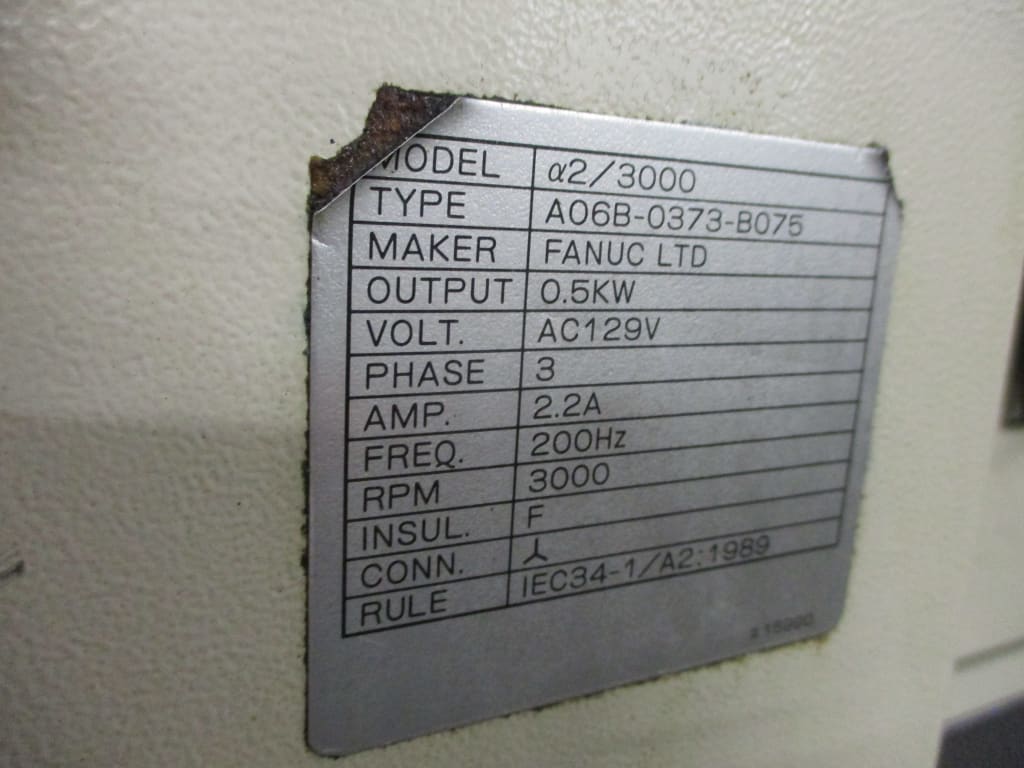 MODEL α2/3000
TYPE A06B-0373-B075
MAKER FANUC LTD
OUTPUT 0.5KW
VOLT. AC129V
PHASE 3
AMP. 2.2A
FREQ. 200Hz
RPM 3000
INSUL. F
CONN. 人
RULE IEC34-1/A2:1989